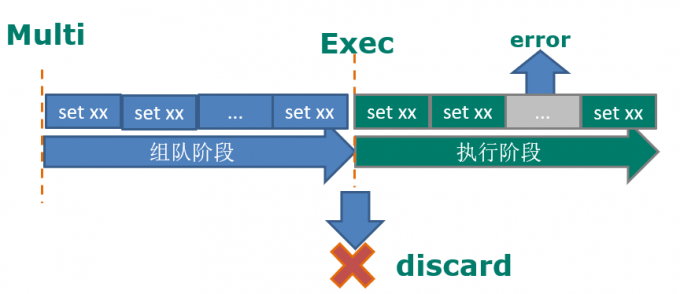 Multi
Exec
error
set xx set xx ... set xx set xx set xx ... set xx
组队阶段 执行阶段
discard